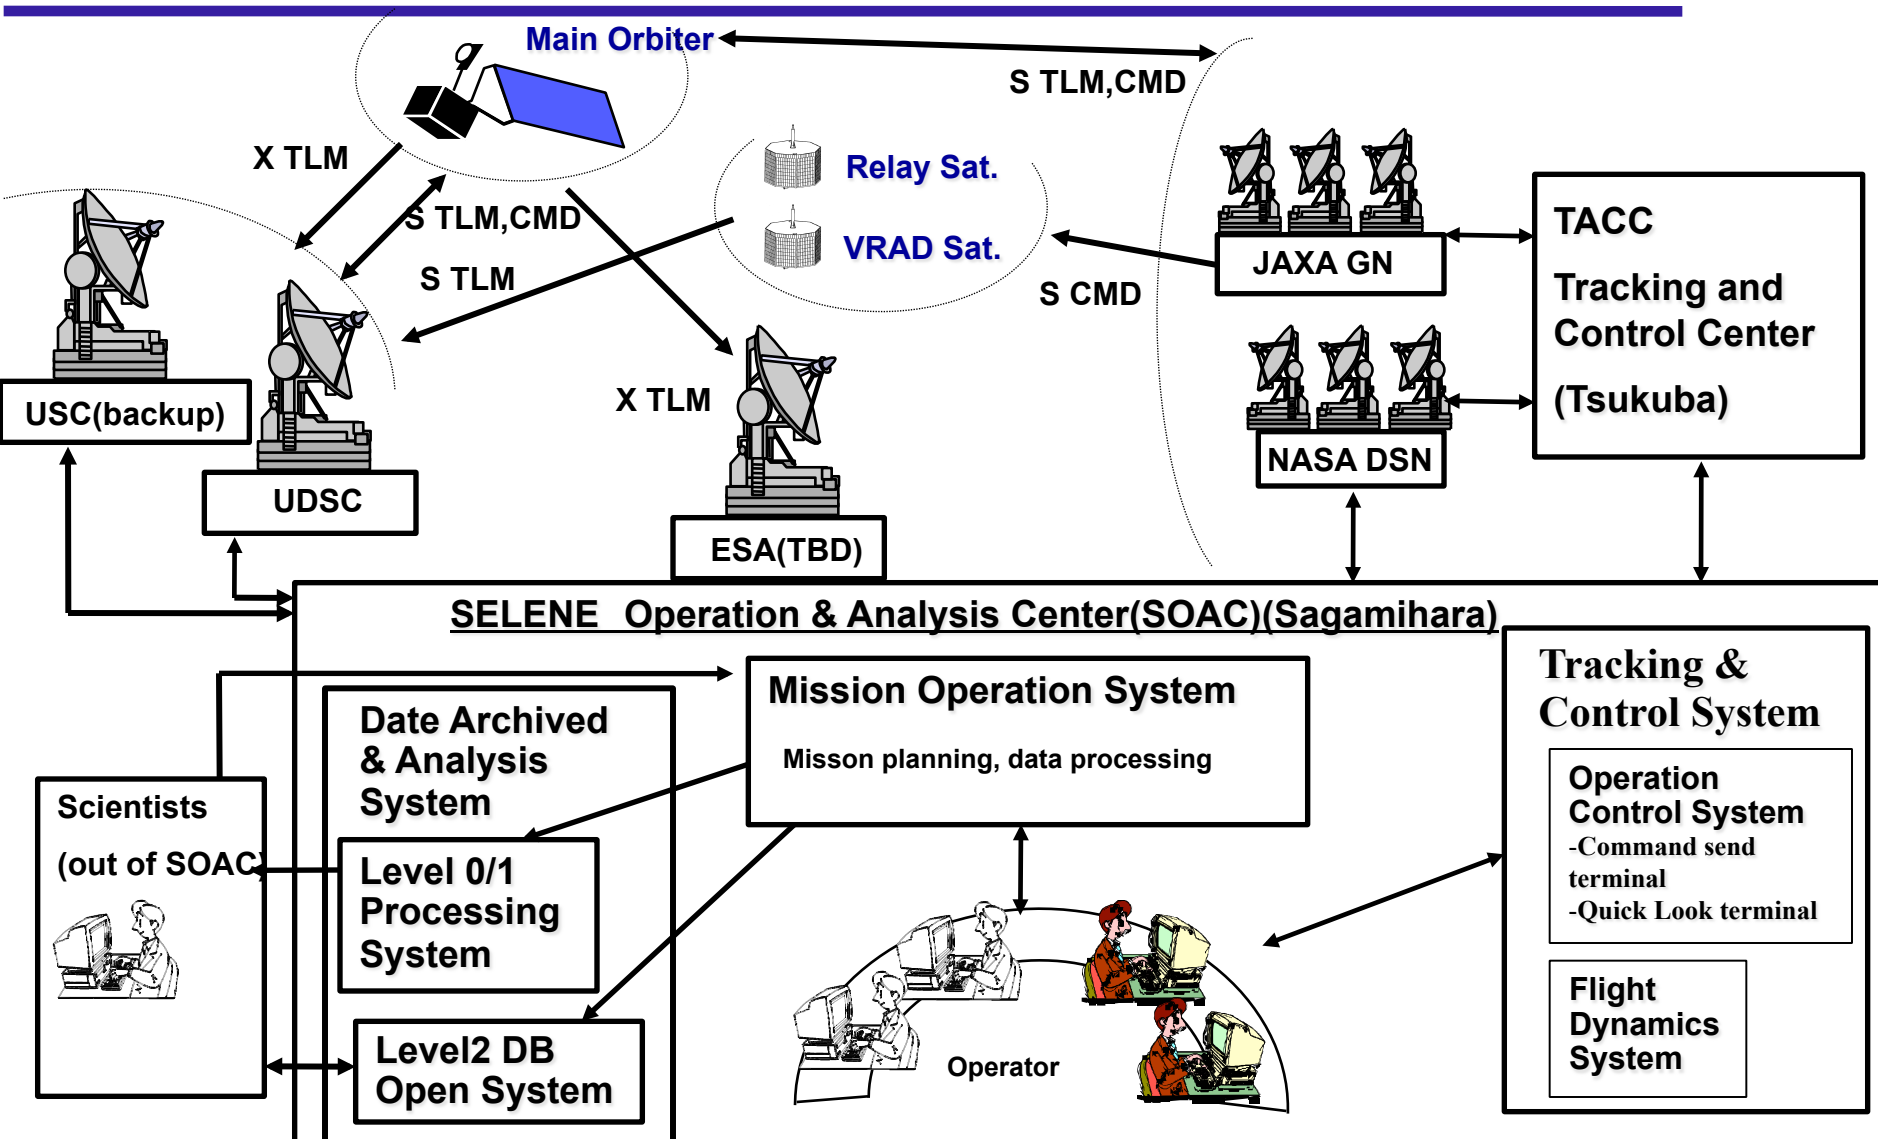 Main Orbiter
S TLM,CMD
X TLM
Relay Sat.
S TLM,CMD
VRAD Sat.
S TLM
S CMD
X TLM
JAXA GN
NASA DSN
TACC
Tracking and
Control Center
(Tsukuba)
USC(backup)
UDSC
ESA(TBD)
SELENE Operation & Analysis Center(SOAC)(Sagamihara)
Mission Operation System
Misson planning, data processing
Date Archived
& Analysis
System
Level 0/1
Processing
System
Level2 DB
Open System
Scientists
(out of SOAC)
Operator
Tracking &
Control System
Operation
Control System
-Command send
terminal
-Quick Look terminal
Flight
Dynamics
System